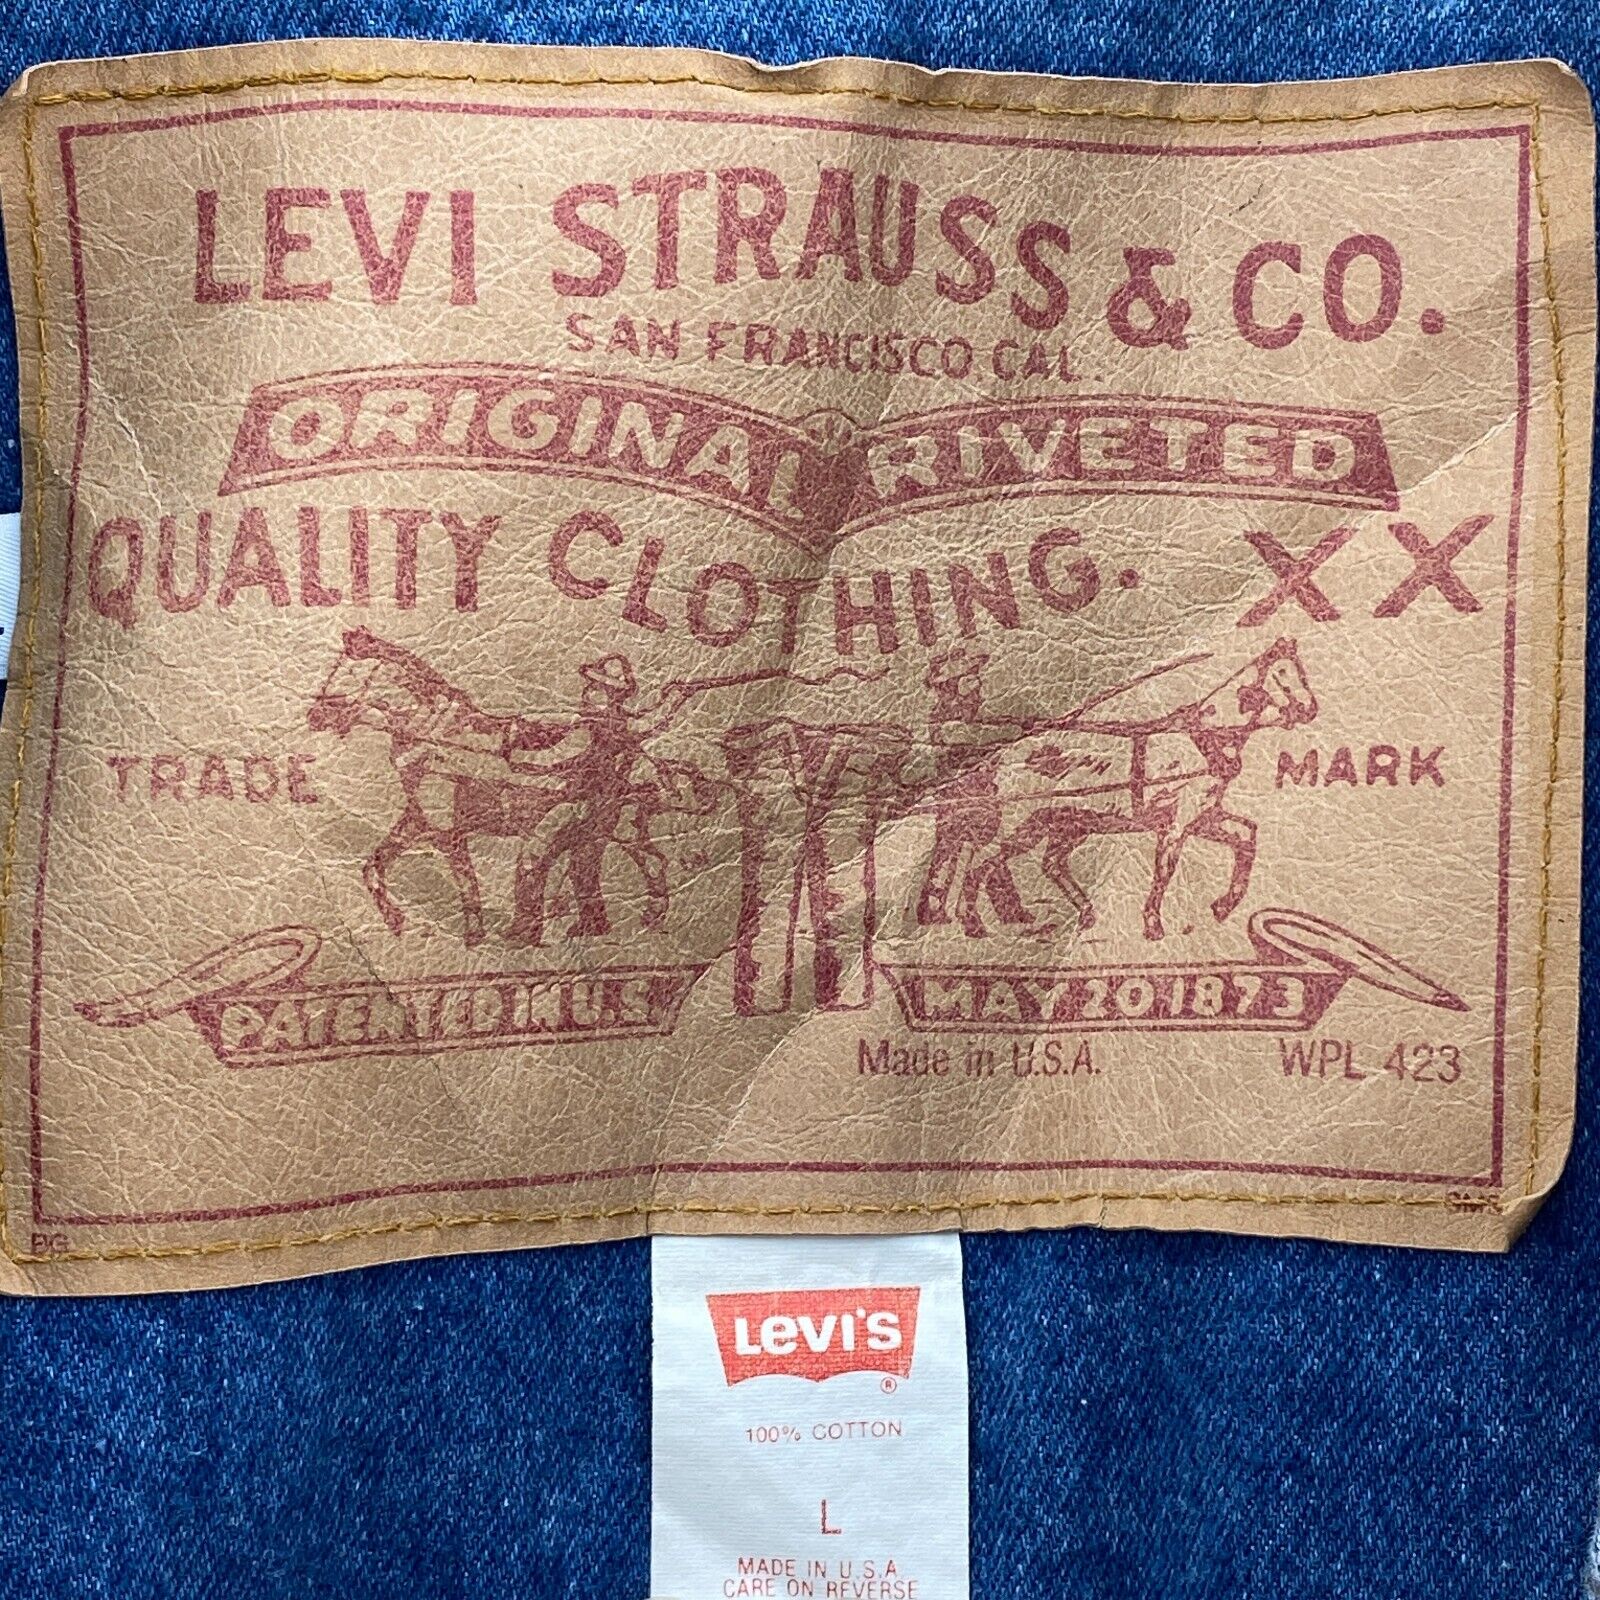 LEVI STRAUSS & CO.
SAN FRANCISCO. CAL.
ORIGINAL RIVETED
QUALITY CLOTHING. XX
TRADE MARK
PATENTED IN U.S. MAY 20 1873
Made in U.S.A. WPL 423
LEVI'S
®
100% COTTON
L
MADE IN U.S.A
CARE ON REVERSE